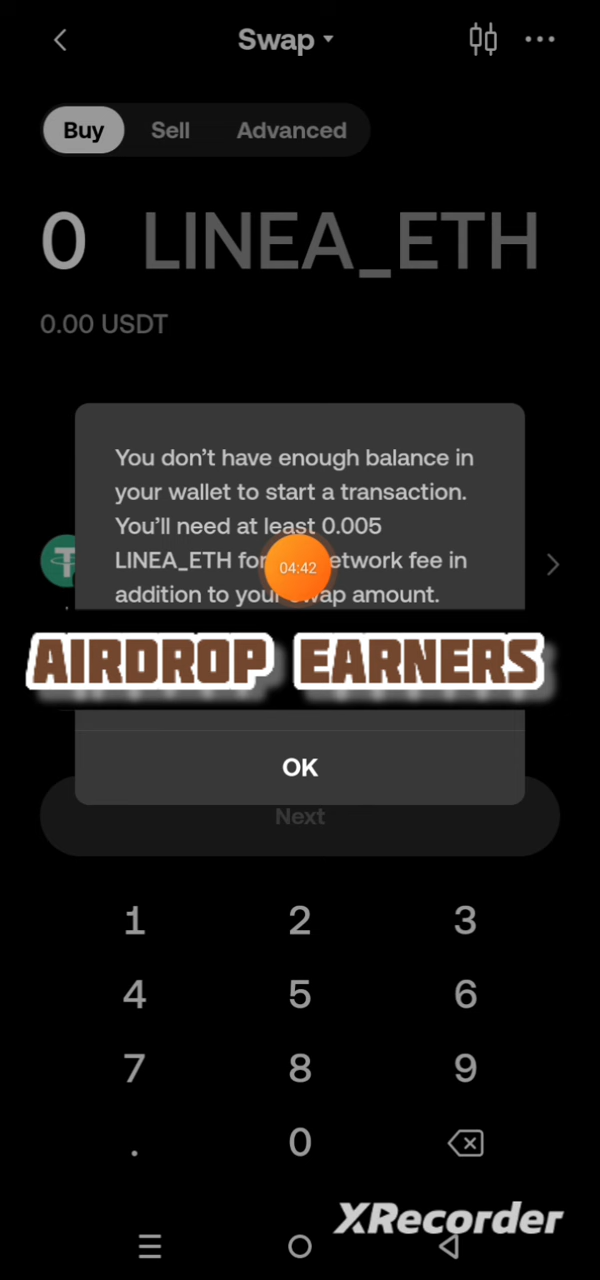 Swap
Buy Sell Advanced
0 LINEA_ETH
0.00 USDT
You don’t have enough balance in
your wallet to start a transaction.
You’ll need at least 0.005
LINEA_ETH for etwork fee in
addition to your swap amount.
04:42
AIRDROP EARNERS
OK
Next
1 2 3
4 5 6
7 8 9
. 0
XRecorder